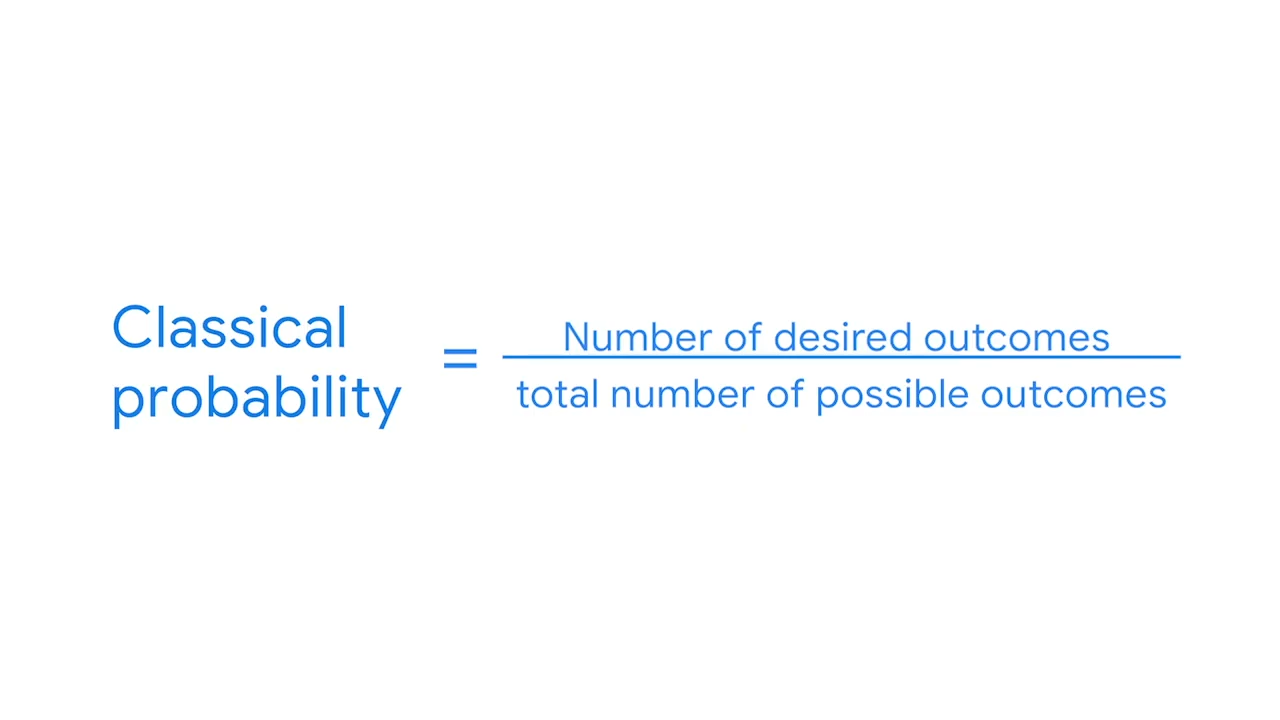 Classical
probability
=
Number of desired outcomes
total number of possible outcomes